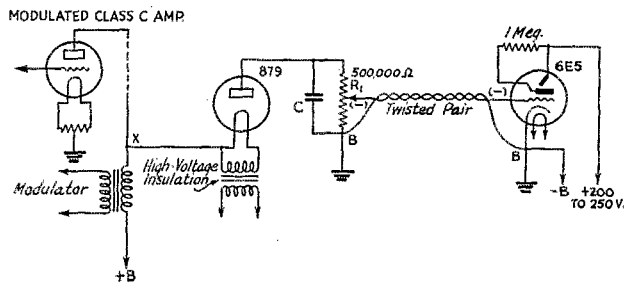 MODULATED CLASS C AMP.
1 Meg.
879
6E5
500,000Ω
R1
(-)
(-)
C
Twisted Pair
X
B
B
High-Voltage
Insulation
Modulator
-B
+200
TO 250 V.
+B